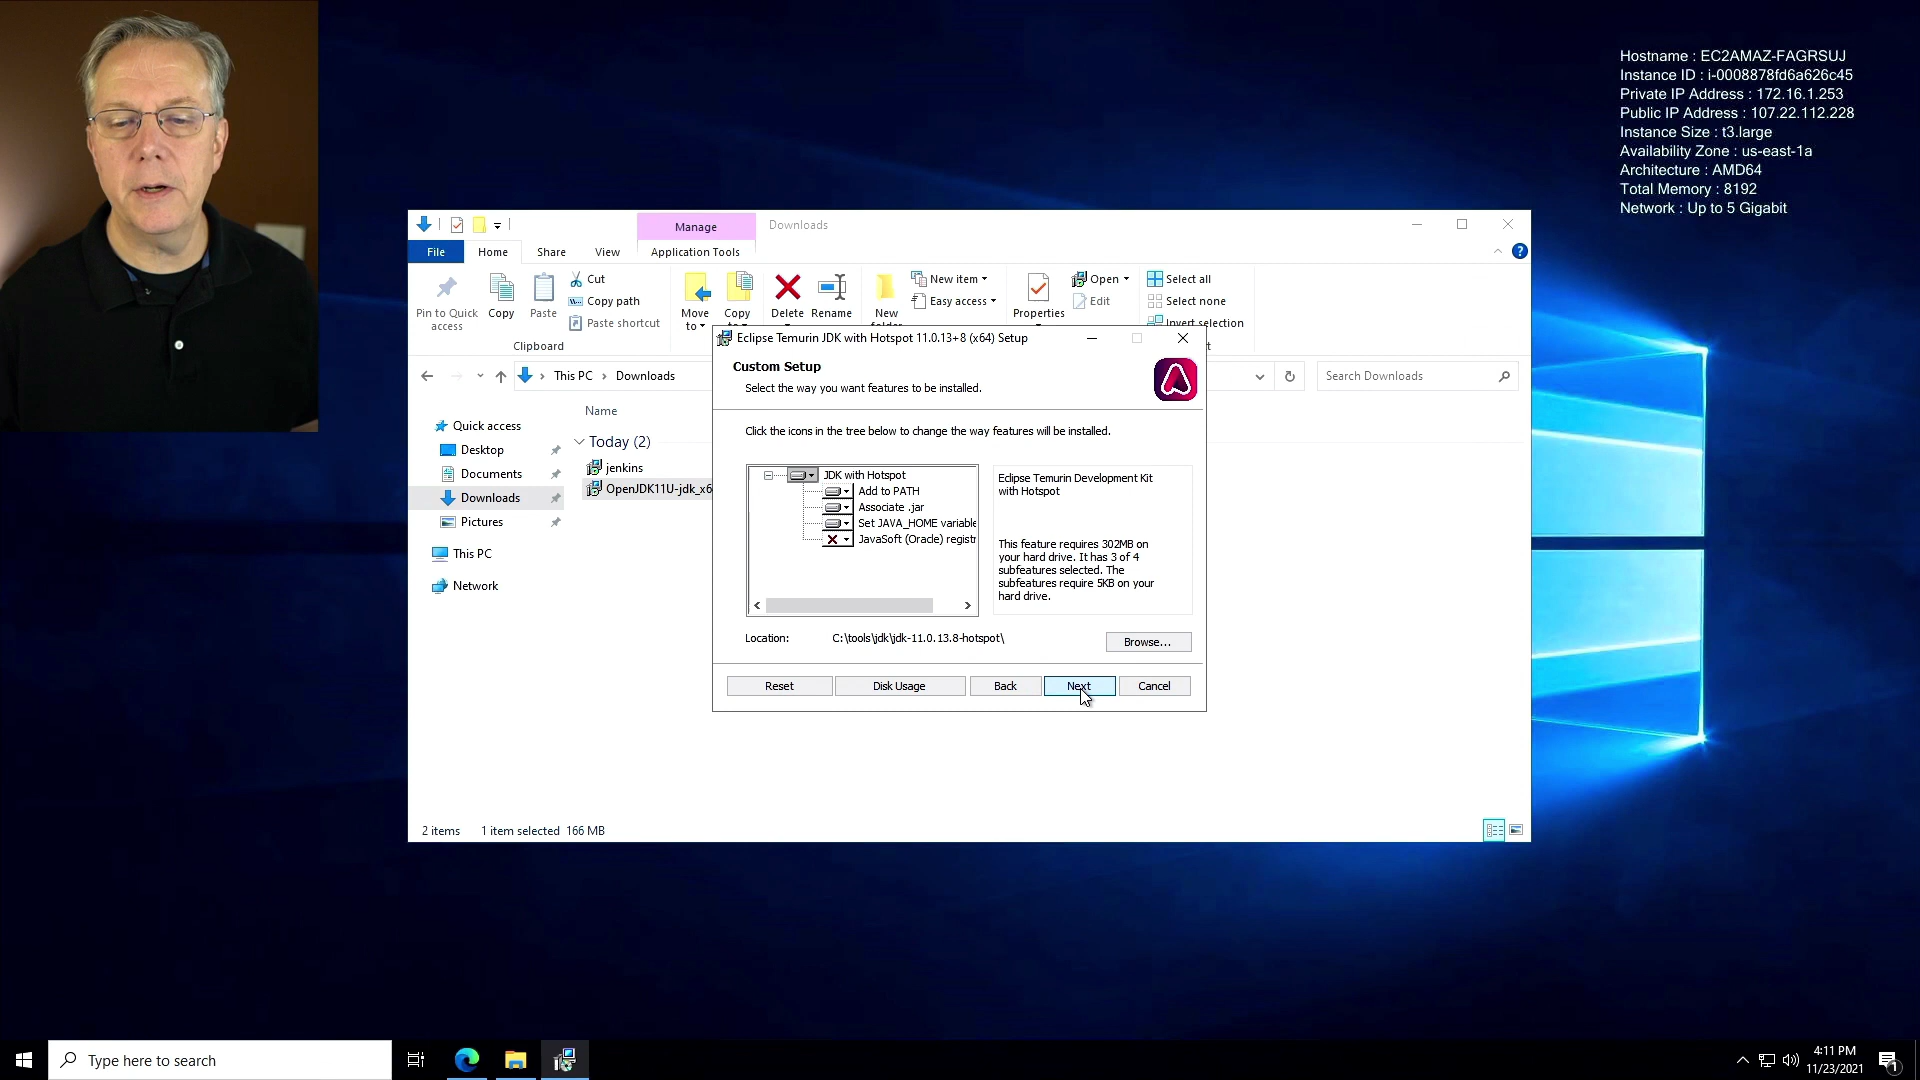 Hostname : EC2AMAZ-FAGRSUJ
Instance ID : i-0008878fd6a626c45
Private IP Address : 172.16.1.253
Public IP Address : 107.22.112.228
Instance Size : t3.large
Availability Zone : us-east-1a
Architecture : AMD64
Total Memory : 8192
Network : Up to 5 Gigabit
Manage
Downloads
File
Home
Share
View
Application Tools
Pin to Quick access
Copy
Paste
Cut
Copy path
Paste shortcut
Clipboard
Move to
Copy
Delete
Rename
New
New item
Easy access
Properties
Open
Edit
Select all
Select none
Invert selection
This PC > Downloads
Search Downloads
Quick access
Desktop
Documents
Downloads
Pictures
This PC
Network
Name
Today (2)
jenkins
OpenJDK11U-jdk_x6
2 items
1 item selected 166 MB
Eclipse Temurin JDK with Hotspot 11.0.13+8 (x64) Setup
Custom Setup
Select the way you want features to be installed.
Click the icons in the tree below to change the way features will be installed.
JDK with Hotspot
Add to PATH
Associate .jar
Set JAVA_HOME variable
JavaSoft (Oracle) registr
Eclipse Temurin Development Kit
with Hotspot
This feature requires 302MB on
your hard drive. It has 3 of 4
subfeatures selected. The
subfeatures require 5KB on your
hard drive.
Location:
C:\tools\jdk\jdk-11.0.13.8-hotspot\
Browse...
Reset
Disk Usage
Back
Next
Cancel
Type here to search
4:11 PM
11/23/2021
1